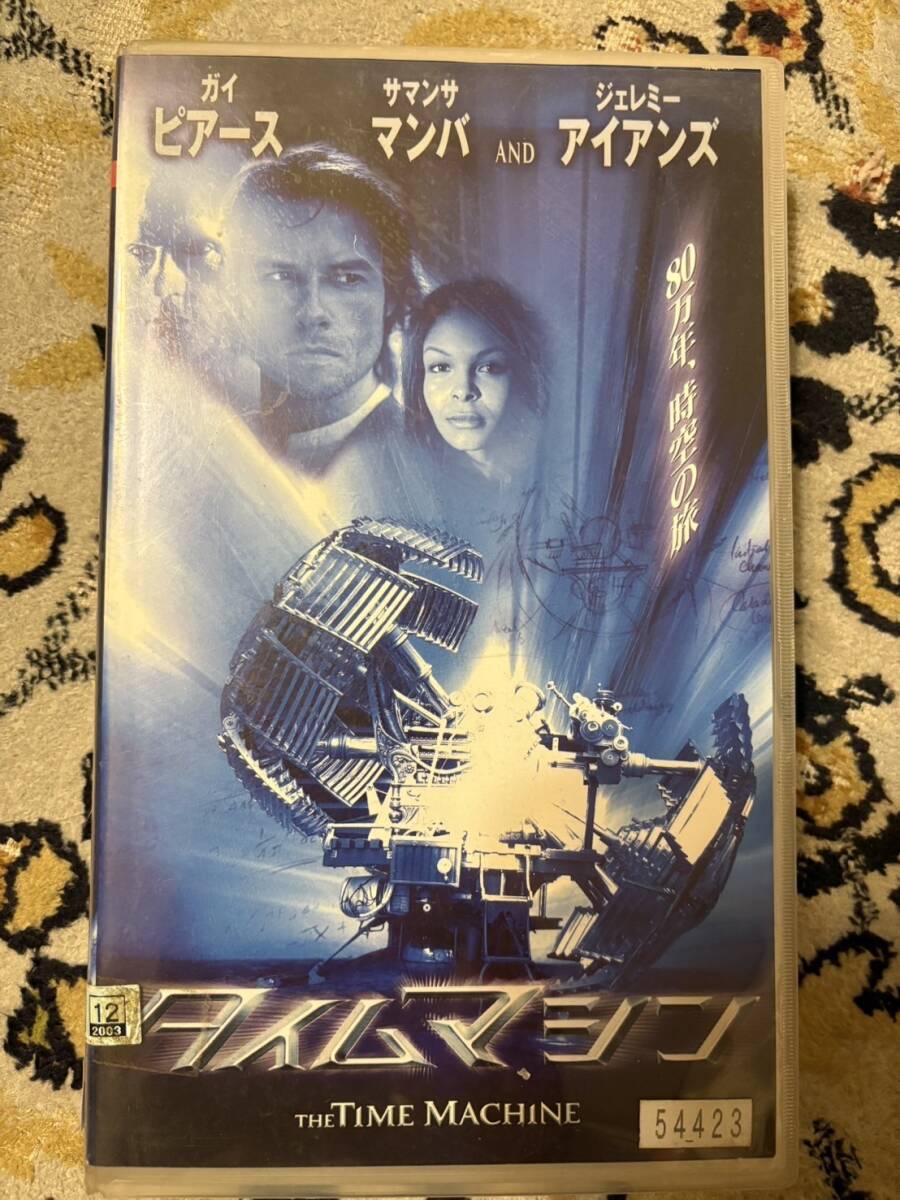 ガイ
ピアース
サマンサ
マンバ
AND
ジェレミー
アイアンズ
80万年、時空の旅
タイムマシン
12
2003
THE TIME MACHINE
54423